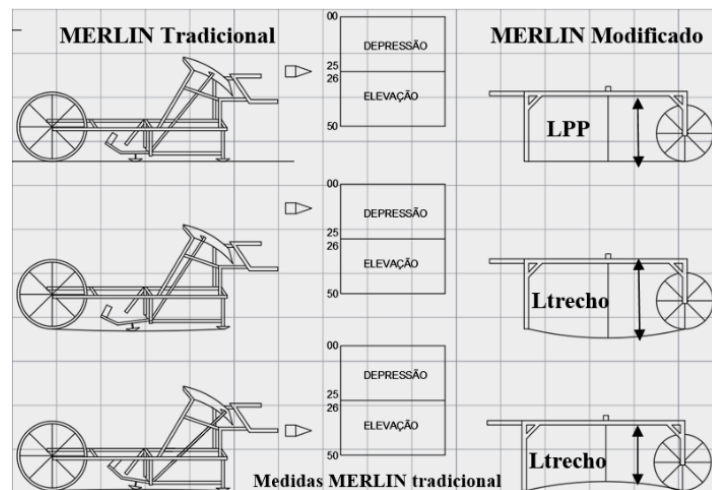 MERLIN Tradicional
00
DEPRESSÃO
25
26
ELEVAÇÃO
50
MERLIN Modificado
LPP
00
DEPRESSÃO
25
26
ELEVAÇÃO
50
Ltrecho
00
DEPRESSÃO
25
26
ELEVAÇÃO
50
Ltrecho
Medidas MERLIN tradicional